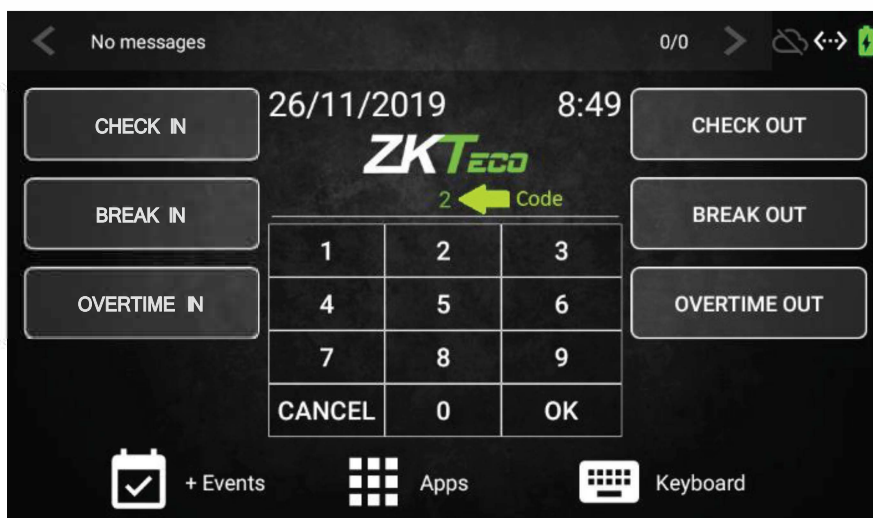 No messages 0/0
CHECK IN
26/11/2019 8:49
CHECK OUT
ZKTeco
2 Code
BREAK IN
BREAK OUT
1 2 3
OVERTIME IN
4 5 6
OVERTIME OUT
7 8 9
CANCEL 0 OK
+ Events Apps Keyboard